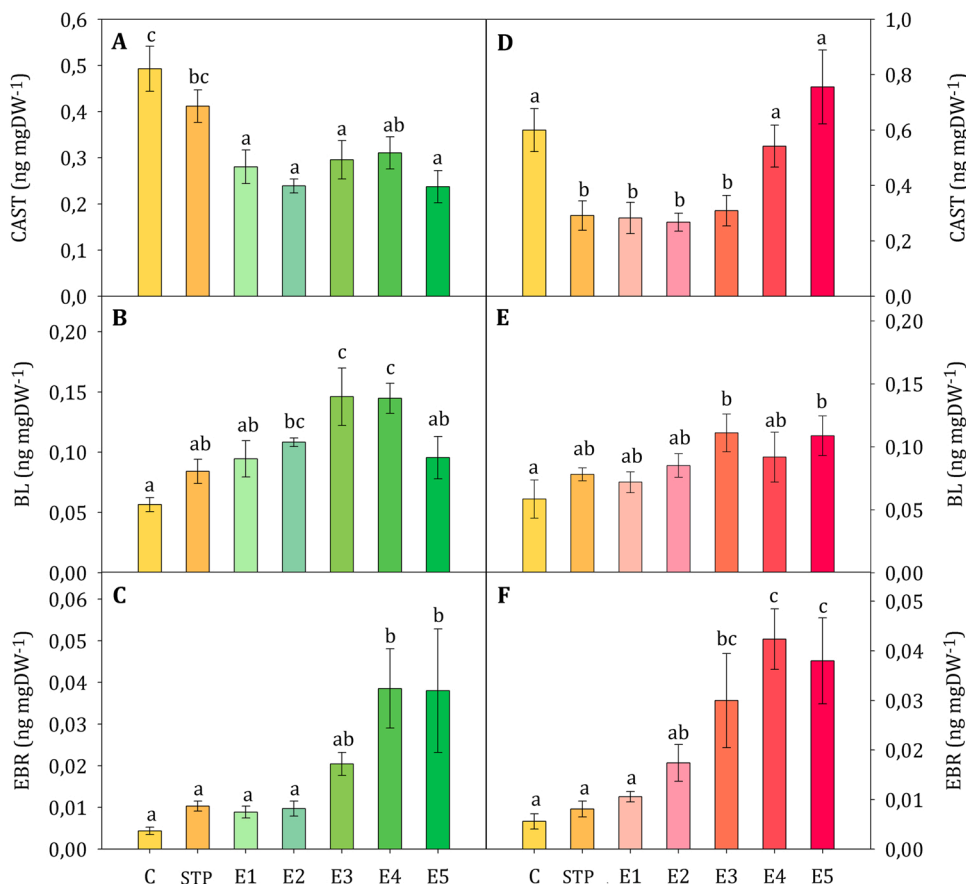 A
CAST (ng mgDW-1)
0,6
0,5
0,4
0,3
0,2
0,1
0,0
c
bc
a
a
a
ab
a
D
CAST (ng mgDW-1)
1,0
0,8
0,6
0,4
0,2
0,0
a
b
b
b
b
a
a
B
BL (ng mgDW-1)
0,20
0,15
0,10
0,05
0,00
a
ab
ab
bc
c
c
ab
E
BL (ng mgDW-1)
0,20
0,15
0,10
0,05
0,00
a
ab
ab
ab
b
ab
b
C
EBR (ng mgDW-1)
0,06
0,05
0,04
0,03
0,02
0,01
0,00
a
a
a
a
ab
b
b
F
EBR (ng mgDW-1)
0,05
0,04
0,03
0,02
0,01
0,00
a
a
a
ab
bc
c
c
C STP E1 E2 E3 E4 E5 C STP E1 E2 E3 E4 E5